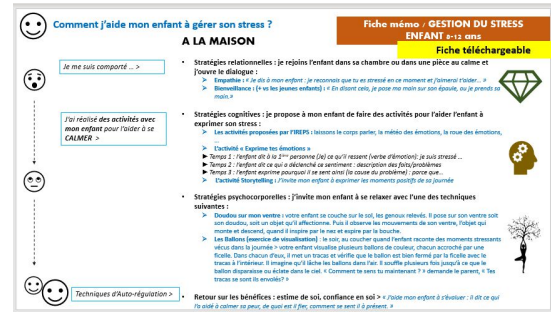 Comment j'aide mon enfant à gérer son stress ?
Fiche mémo / GESTION DU STRESS
ENFANT 8-12 ans
A LA MAISON
Fiche téléchargeable
Je me suis comporté ... >
• Stratégies relationnelles : je rejoins l'enfant dans sa chambre ou dans une pièce au calme et
j'ouvre le dialogue :
➤ Empathie : « Je dis à mon enfant : je reconnais que tu es stressé en ce moment et j'aimerai t'aider... »
➤ Bienveillance : (+ vs les jeunes enfants) : « En disant cela, je pose ma main sur son épaule, ou je prends sa
main.»
J'ai réalisé des activités avec
mon enfant pour l'aider à se
CALMER >
• Stratégies cognitives : je propose à mon enfant de faire des activités pour l'aider l'enfant à
exprimer son stress :
➤ Les activités proposées par l'IREPS : laissons le corps parler, la météo des émotions, la roue des émotions,
...
➤ L'activité « Exprime tes émotions »
► Temps 1 : l'enfant dit à la 1ère personne (Je) ce qu'il ressent (verbe d'émotion): je suis stressé ...
► Temps 2 : l'enfant dit ce qui a déclenché ce sentiment : description des faits/problèmes
► Temps 3 : l'enfant exprime pourquoi il se sent ainsi (la cause du problème) : parce que...
➤ L'activité Storytelling : J'invite mon enfant à exprimer les moments positifs de sa journée
• Stratégies psychocorporelles : j'invite mon enfant à se relaxer avec l'une des techniques
suivantes :
➤ Doudou sur mon ventre : votre enfant se couche sur le sol, les genoux relevés. Il pose sur son ventre soit
son doudou, soit un objet qu'il affectionne. Puis il observe les mouvements de son ventre, l'objet qui
monte et descend, quand il inspire par le nez et expire par la bouche.
➤ Les Ballons (exercice de visualisation) : le soir, au coucher quand l'enfant raconte des moments stressants
vécus dans la journée > votre enfant visualise plusieurs ballons de couleur, chacun accroché par une
ficelle. Dans chacun d'eux, il met un tracas et vérifie que le ballon est bien fermé par la ficelle avec le
tracas à l'intérieur. Il imagine qu'il lâche les ballons dans l'air. Il souffle plusieurs fois jusqu'à ce que le
ballon disparaisse ou éclate dans le ciel. « Comment te sens tu maintenant ? » demande le parent, « Tes
tracas se sont ils envolés? »
Techniques d'Auto-régulation >
• Retour sur les bénéfices : estime de soi, confiance en soi > « J'aide mon enfant à s'évaluer : il dit ce qui
l'a aidé à calmer sa peur, de quoi est il fier, comment se sent il à présent. »